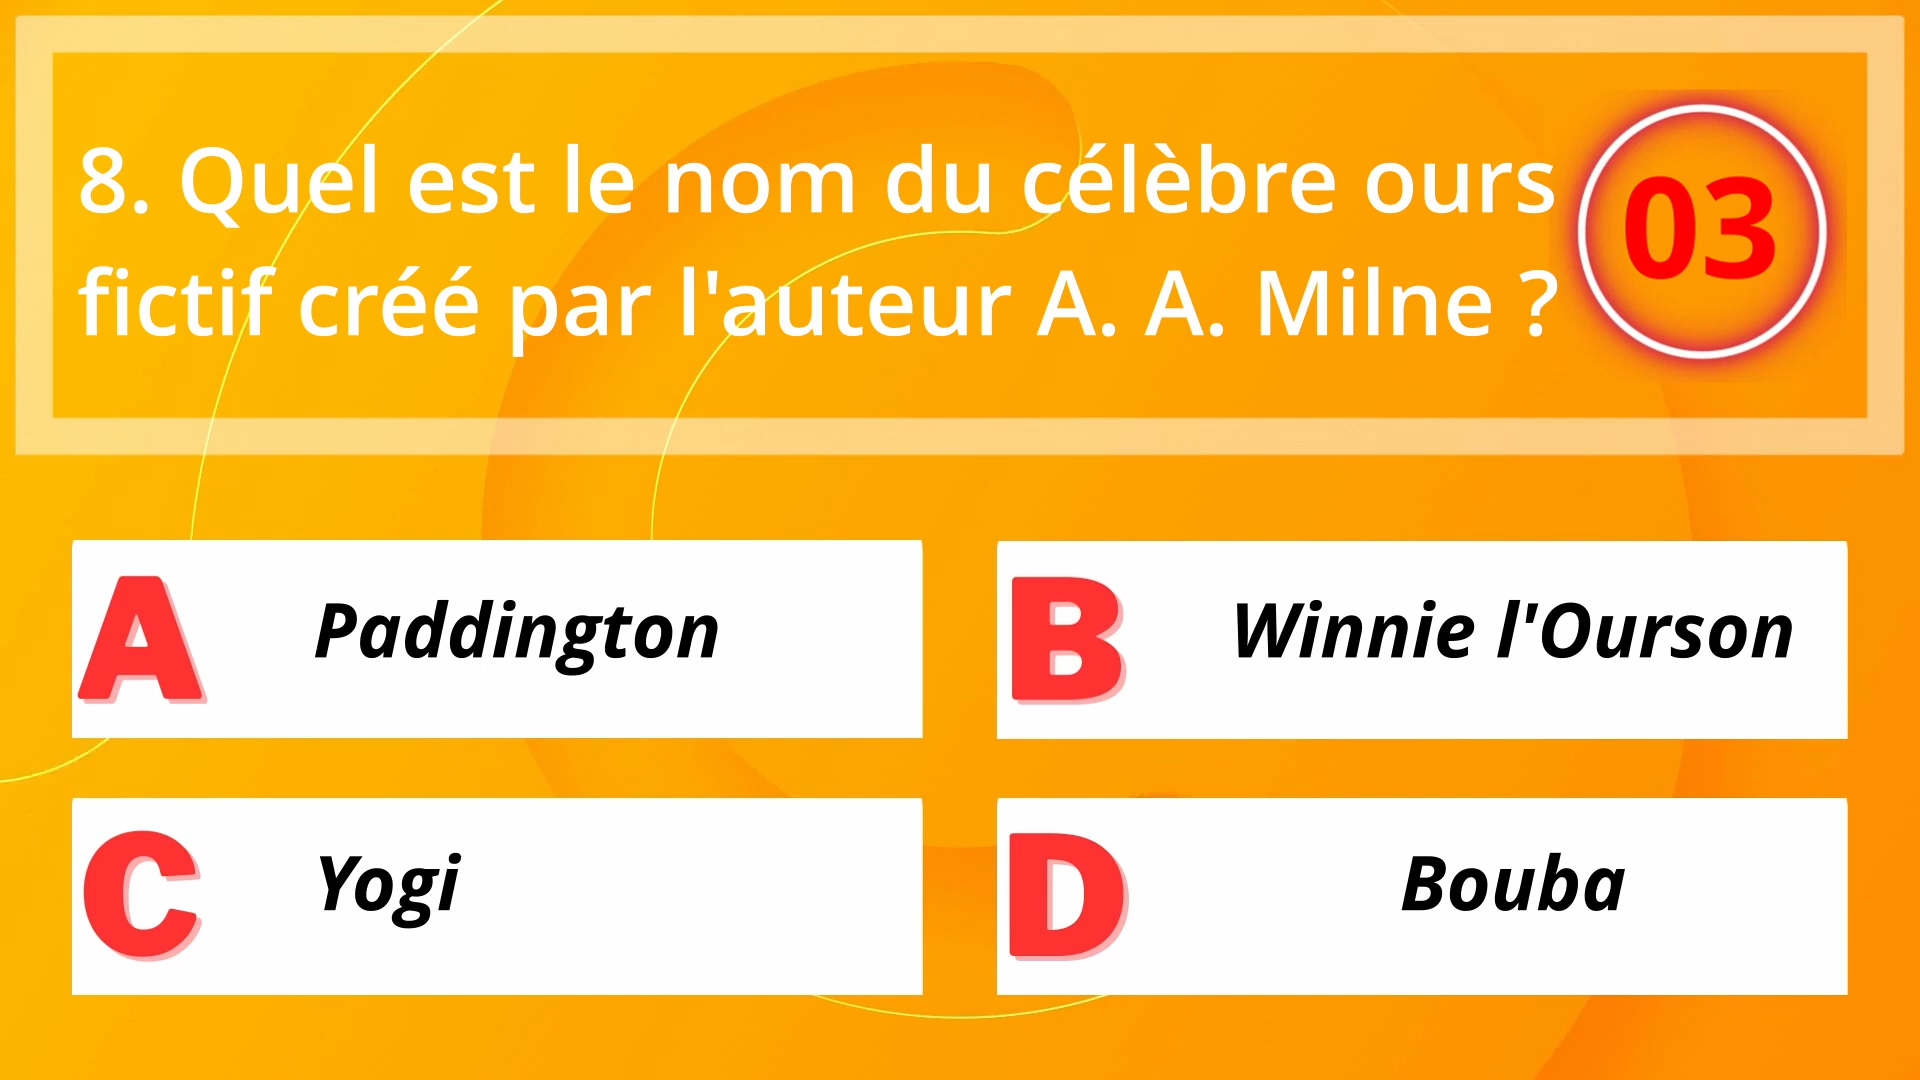 8. Quel est le nom du célèbre ours
fictif créé par l'auteur A. A. Milne ?
03
A Paddington
B Winnie l'Ourson
C Yogi
D Bouba